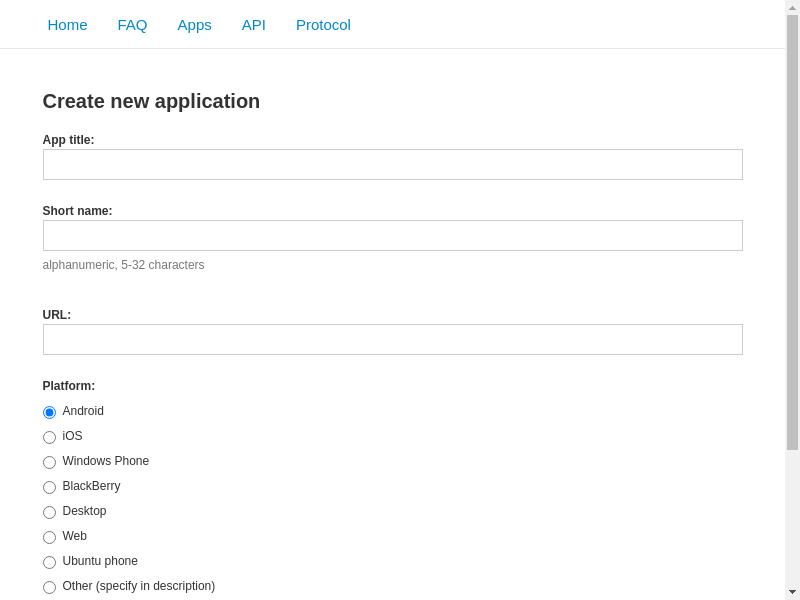 Home FAQ Apps API Protocol
Create new application
App title:
Short name:
alphanumeric, 5-32 characters
URL:
Platform:
Android
iOS
Windows Phone
BlackBerry
Desktop
Web
Ubuntu phone
Other (specify in description)